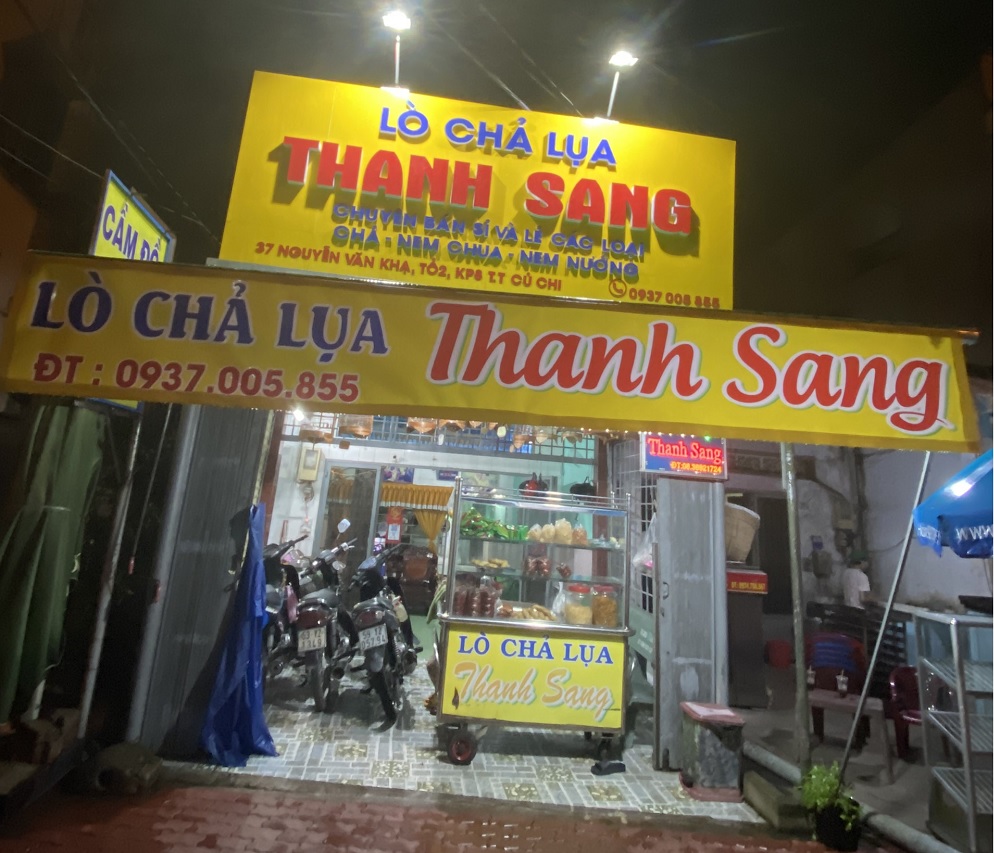 LÒ CHẢ LỤA
THANH SANG
CHUYÊN BÁN SỈ VÀ LẺ CÁC LOẠI
CHẢ - NEM CHUA - NEM NƯỚNG
37 NGUYỄN VĂN KHẠ, TỔ2, KP8 T.T CỦ CHI
0937 005 855
CẦM ĐỒ
LÒ CHẢ LỤA Thanh Sang
ĐT : 0937.005.855
Thanh Sang
LÒ CHẢ LỤA
Thanh Sang
WWW